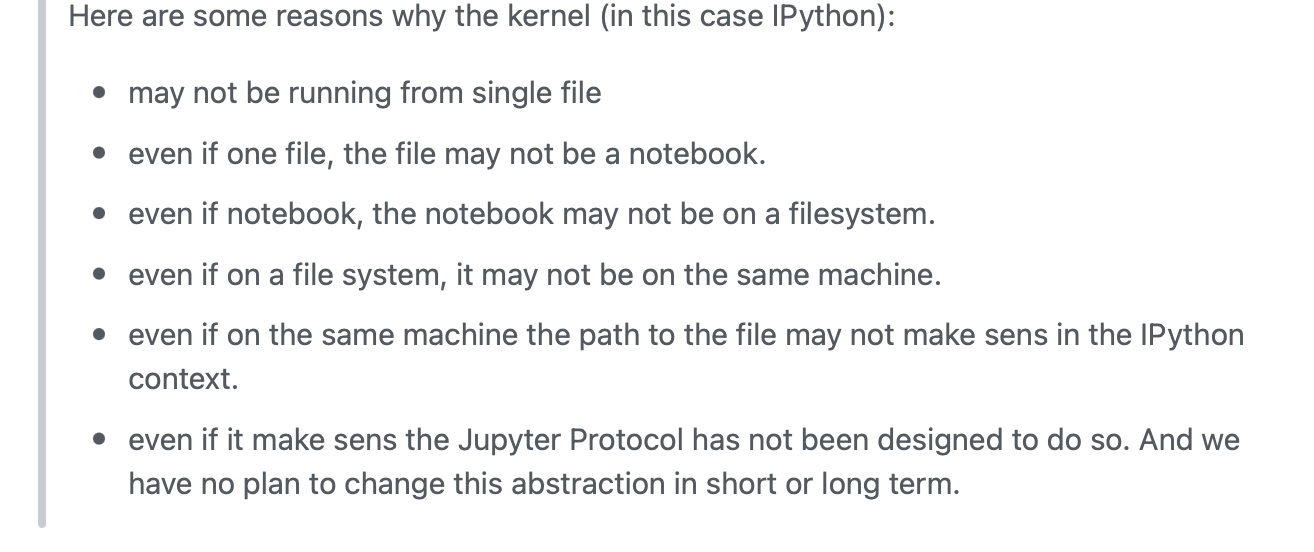 Here are some reasons why the kernel (in this case IPython):
• may not be running from single file
• even if one file, the file may not be a notebook.
• even if notebook, the notebook may not be on a filesystem.
• even if on a file system, it may not be on the same machine.
• even if on the same machine the path to the file may not make sens in the IPython
context.
• even if it make sens the Jupyter Protocol has not been designed to do so. And we
have no plan to change this abstraction in short or long term.